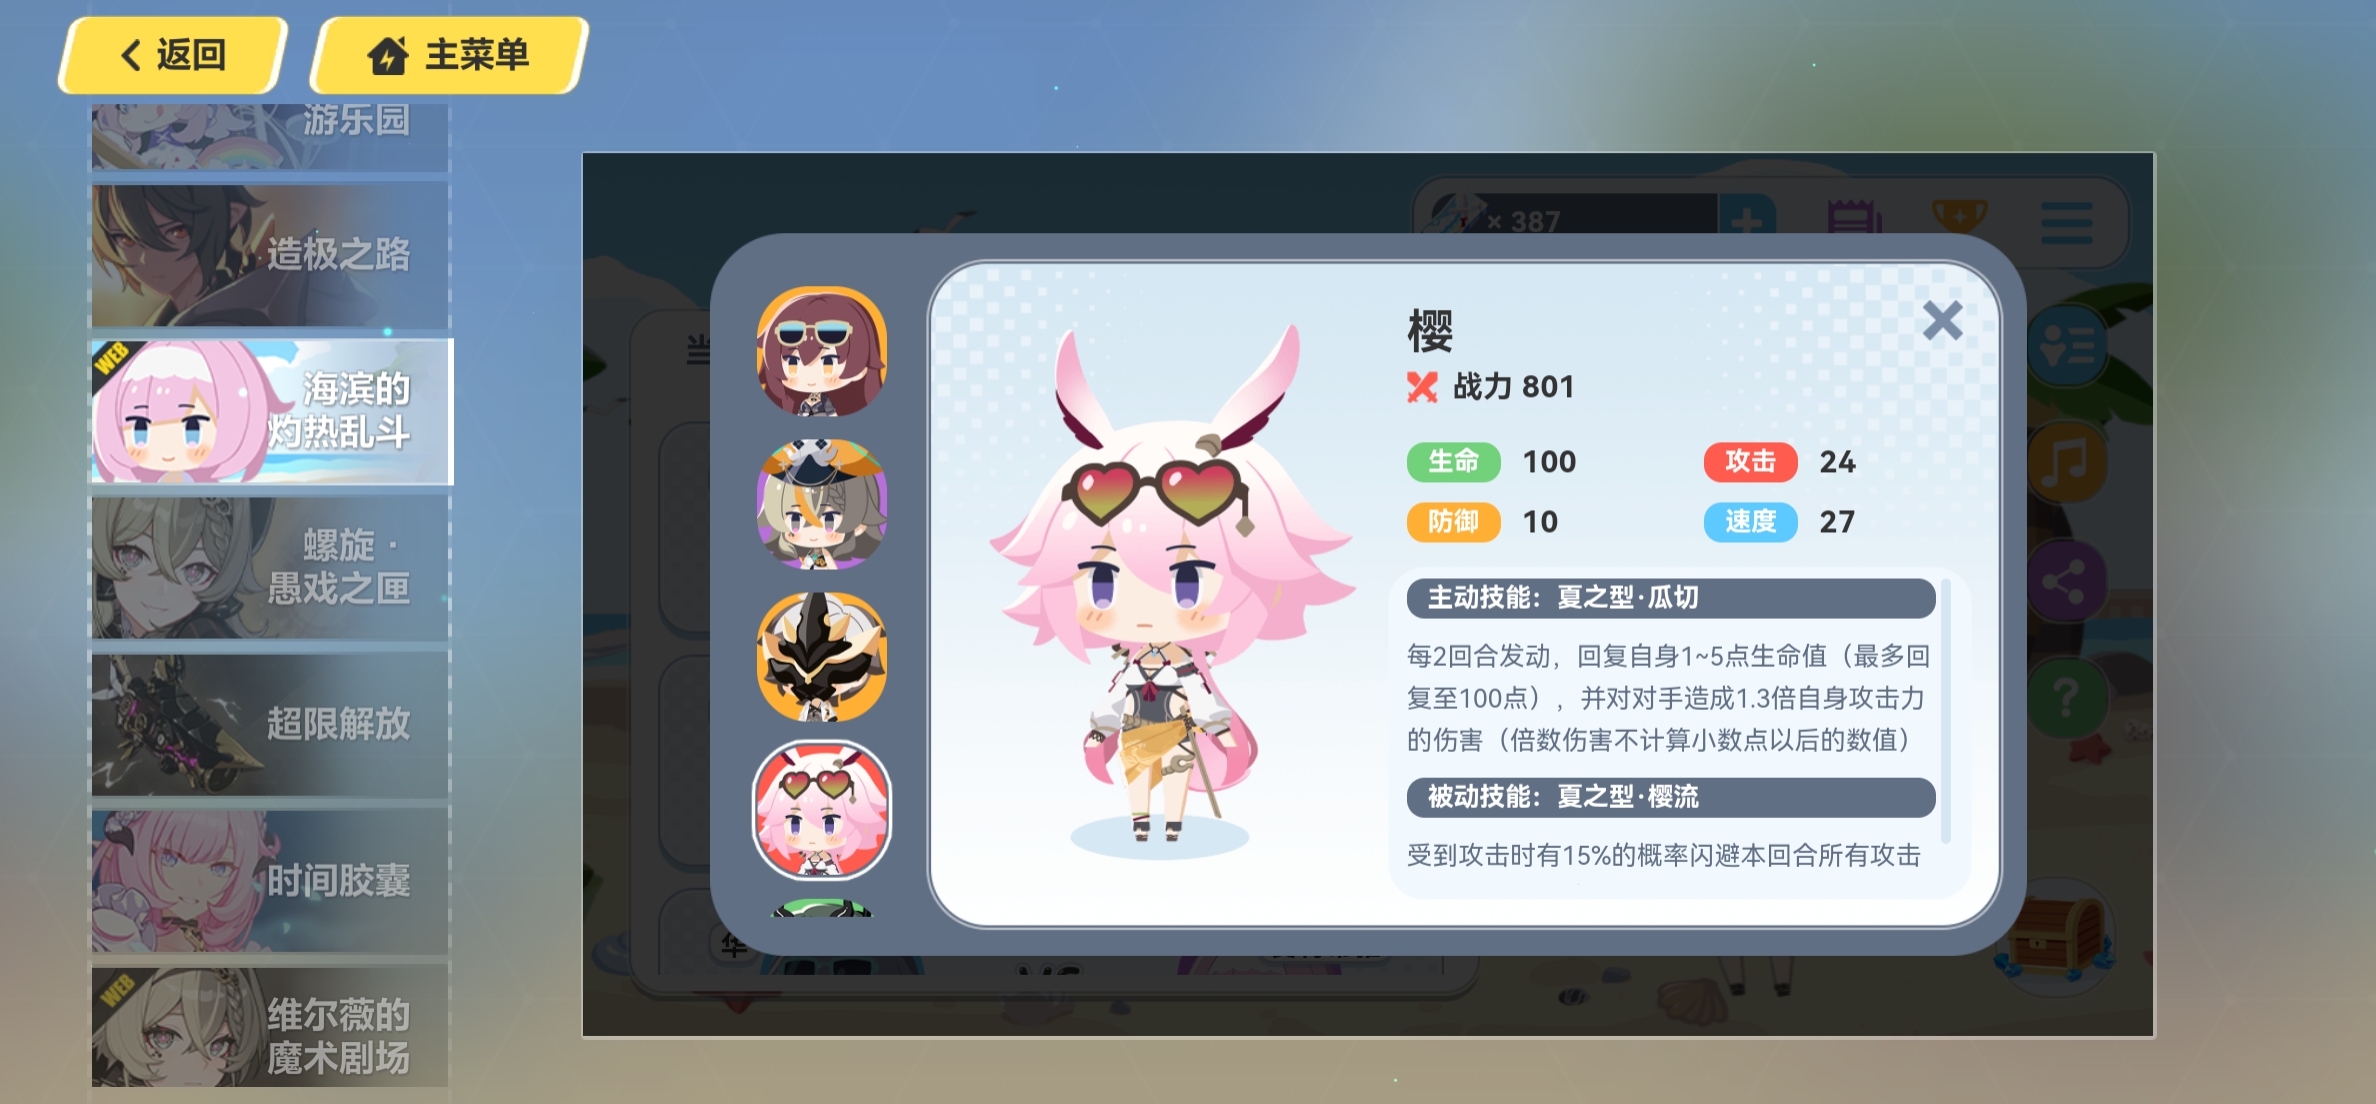 返回
主菜单
游乐园
造极之路
WEB
海滨的
灼热乱斗
螺旋·
愚戏之匣
超限解放
时间胶囊
WEB
维尔薇的
魔术剧场
× 387
当
樱
战力 801
生命 100
攻击 24
防御 10
速度 27
主动技能：夏之型·瓜切
每2回合发动，回复自身1~5点生命值（最多回
复至100点），并对对手造成1.3倍自身攻击力
的伤害（倍数伤害不计算小数点以后的数值）
被动技能：夏之型·樱流
受到攻击时有15%的概率闪避本回合所有攻击
华
VS